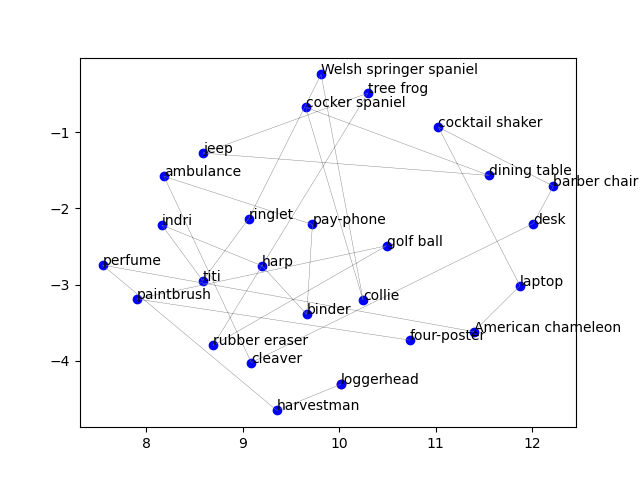 Welsh springer spaniel
tree frog
cocker spaniel
cocktail shaker
jeep
dining table
ambulance
barber chair
indri
ringlet
pay-phone
desk
golf ball
perfume
harp
titi
laptop
paintbrush
collie
binder
American chameleon
four-poster
rubber eraser
cleaver
loggerhead
harvestman
−1
−2
−3
−4
8 9 10 11 12